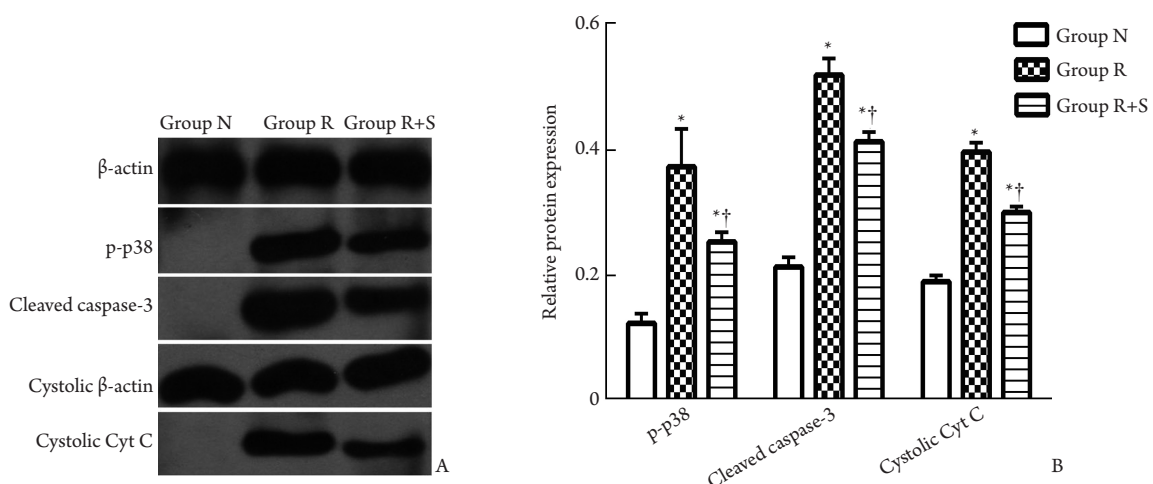 Group N Group R Group R+S
β-actin
p-p38
Cleaved caspase-3
Cystolic β-actin
Cystolic Cyt C
A
Relative protein expression
0.6
0.4
0.2
0
*
*†
*
*†
*
*†
p-p38
Cleaved caspase-3
Cystolic Cyt C
Group N
Group R
Group R+S
B